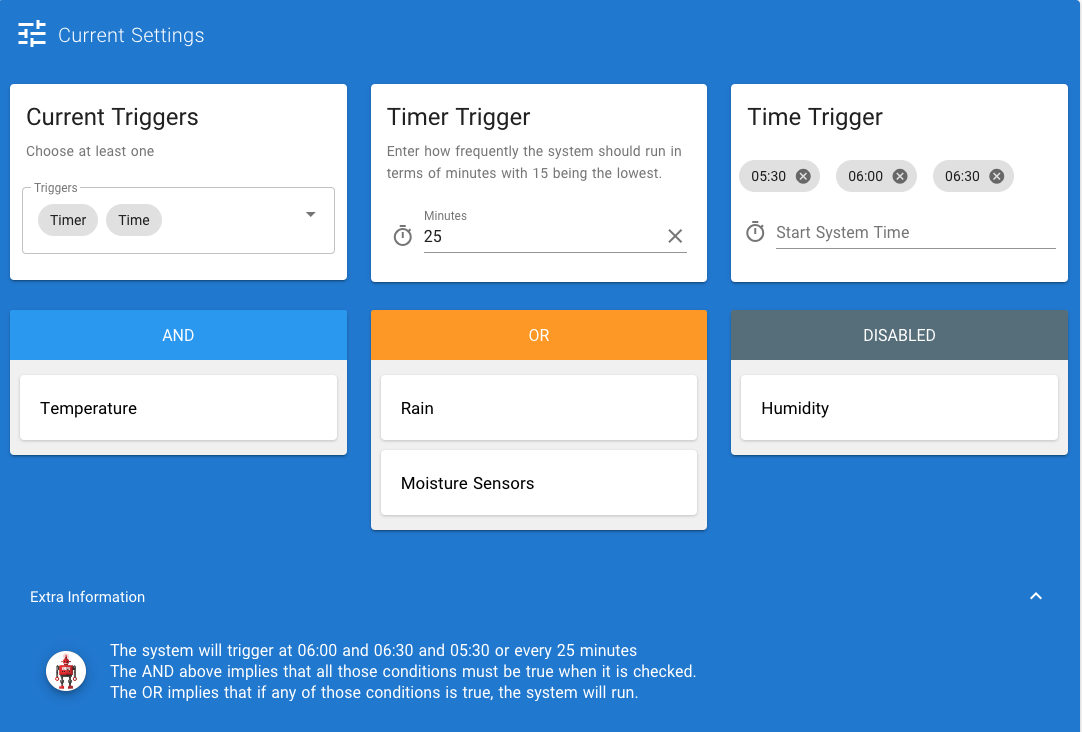 Current Settings
Current Triggers
Choose at least one
Triggers
Timer Time
Timer Trigger
Enter how frequently the system should run in
terms of minutes with 15 being the lowest.
Minutes
25
Time Trigger
05:30 06:00 06:30
Start System Time
AND
Temperature
OR
Rain
Moisture Sensors
DISABLED
Humidity
Extra Information
The system will trigger at 06:00 and 06:30 and 05:30 or every 25 minutes
The AND above implies that all those conditions must be true when it is checked.
The OR implies that if any of those conditions is true, the system will run.